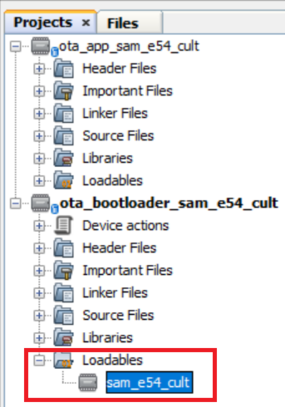 Projects × Files
ota_app_sam_e54_cult
Header Files
Important Files
Linker Files
Source Files
Libraries
Loadables
ota_bootloader_sam_e54_cult
Device actions
Header Files
Important Files
Linker Files
Source Files
Libraries
Loadables
sam_e54_cult